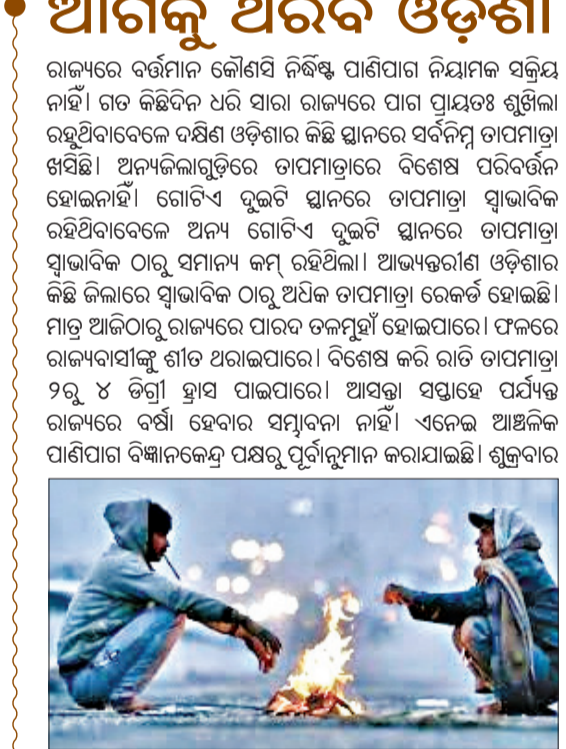 ଆଗକୁ ଥରିବ ଓଡ଼ିଶା
ରାଜ୍ୟରେ ବର୍ତ୍ତମାନ କୌଣସି ନିର୍ଦ୍ଧିଷ୍ଟ ପାଣିପାଗ ନିୟାମକ ସକ୍ରିୟ
ନାହିଁ। ଗତ କିଛିଦିନ ଧରି ସାରା ରାଜ୍ୟରେ ପାଗ ପ୍ରାୟତଃ ଶୁଖିଲା
ରହୁଥିବାବେଳେ ଦକ୍ଷିଣ ଓଡ଼ିଶାର କିଛି ସ୍ଥାନରେ ସର୍ବନିମ୍ନ ତାପମାତ୍ରା
ଖସିଛି। ଅନ୍ୟଜିଲାଗୁଡ଼ିରେ ତାପମାତ୍ରାରେ ବିଶେଷ ପରିବର୍ତ୍ତନ
ହୋଇନାହିଁ। ଗୋଟିଏ ଦୁଇଟି ସ୍ଥାନରେ ତାପମାତ୍ରା ସ୍ୱାଭାବିକ
ରହିଥିବାବେଳେ ଅନ୍ୟ ଗୋଟିଏ ଦୁଇଟି ସ୍ଥାନରେ ତାପମାତ୍ରା
ସ୍ୱାଭାବିକ ଠାରୁ ସମାନ୍ୟ କମ୍ ରହିଥିଲା। ଆଭ୍ୟନ୍ତରୀଣ ଓଡ଼ିଶାର
କିଛି ଜିଲାରେ ସ୍ୱାଭାବିକ ଠାରୁ ଅଧିକ ତାପମାତ୍ରା ରେକର୍ଡ ହୋଇଛି।
ମାତ୍ର ଆଜିଠାରୁ ରାଜ୍ୟରେ ପାରଦ ତଳମୁହାଁ ହୋଇପାରେ। ଫଳରେ
ରାଜ୍ୟବାସୀଙ୍କୁ ଶୀତ ଥରାଇପାରେ। ବିଶେଷ କରି ରାତି ତାପମାତ୍ରା
୨ରୁ ୪ ଡିଗ୍ରୀ ହ୍ରାସ ପାଇପାରେ। ଆସନ୍ତା ସପ୍ତାହେ ପର୍ଯ୍ୟନ୍ତ
ରାଜ୍ୟରେ ବର୍ଷା ହେବାର ସମ୍ଭାବନା ନାହିଁ। ଏନେଇ ଆଞ୍ଚଳିକ
ପାଣିପାଗ ବିଜ୍ଞାନକେନ୍ଦ୍ର ପକ୍ଷରୁ ପୂର୍ବାନୁମାନ କରାଯାଇଛି। ଶୁକ୍ରବାର